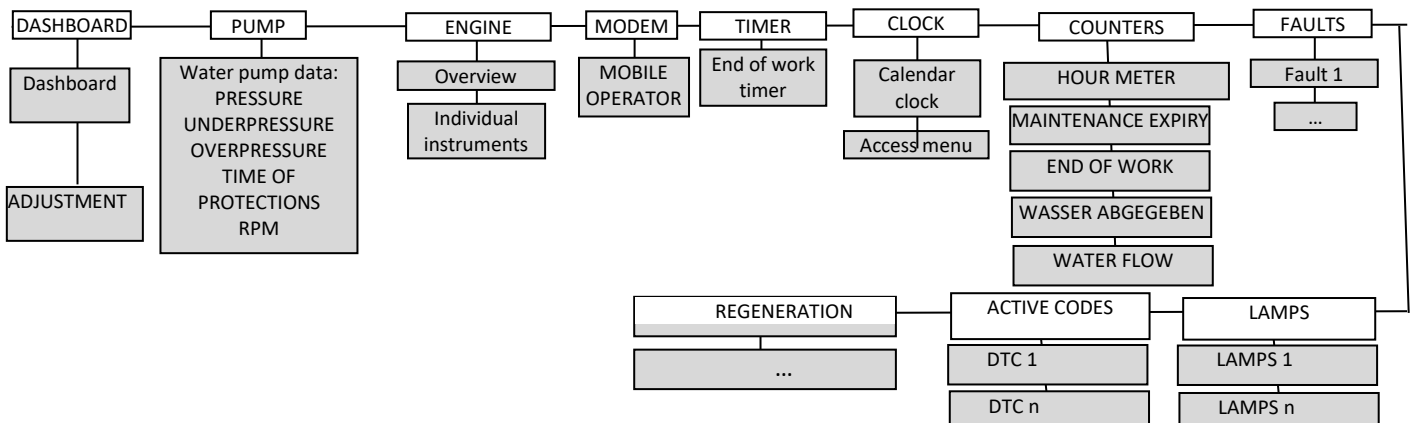 DASHBOARD
PUMP
ENGINE
MODEM
TIMER
CLOCK
COUNTERS
FAULTS
Dashboard
ADJUSTMENT
Water pump data:
PRESSURE
UNDERPRESSURE
OVERPRESSURE
TIME OF
PROTECTIONS
RPM
Overview
Individual
instruments
MOBILE
OPERATOR
End of work
timer
Calendar
clock
Access menu
HOUR METER
MAINTENANCE EXPIRY
END OF WORK
WASSER ABGEGEBEN
WATER FLOW
Fault 1
...
REGENERATION
...
ACTIVE CODES
DTC 1
DTC n
LAMPS
LAMPS 1
LAMPS n